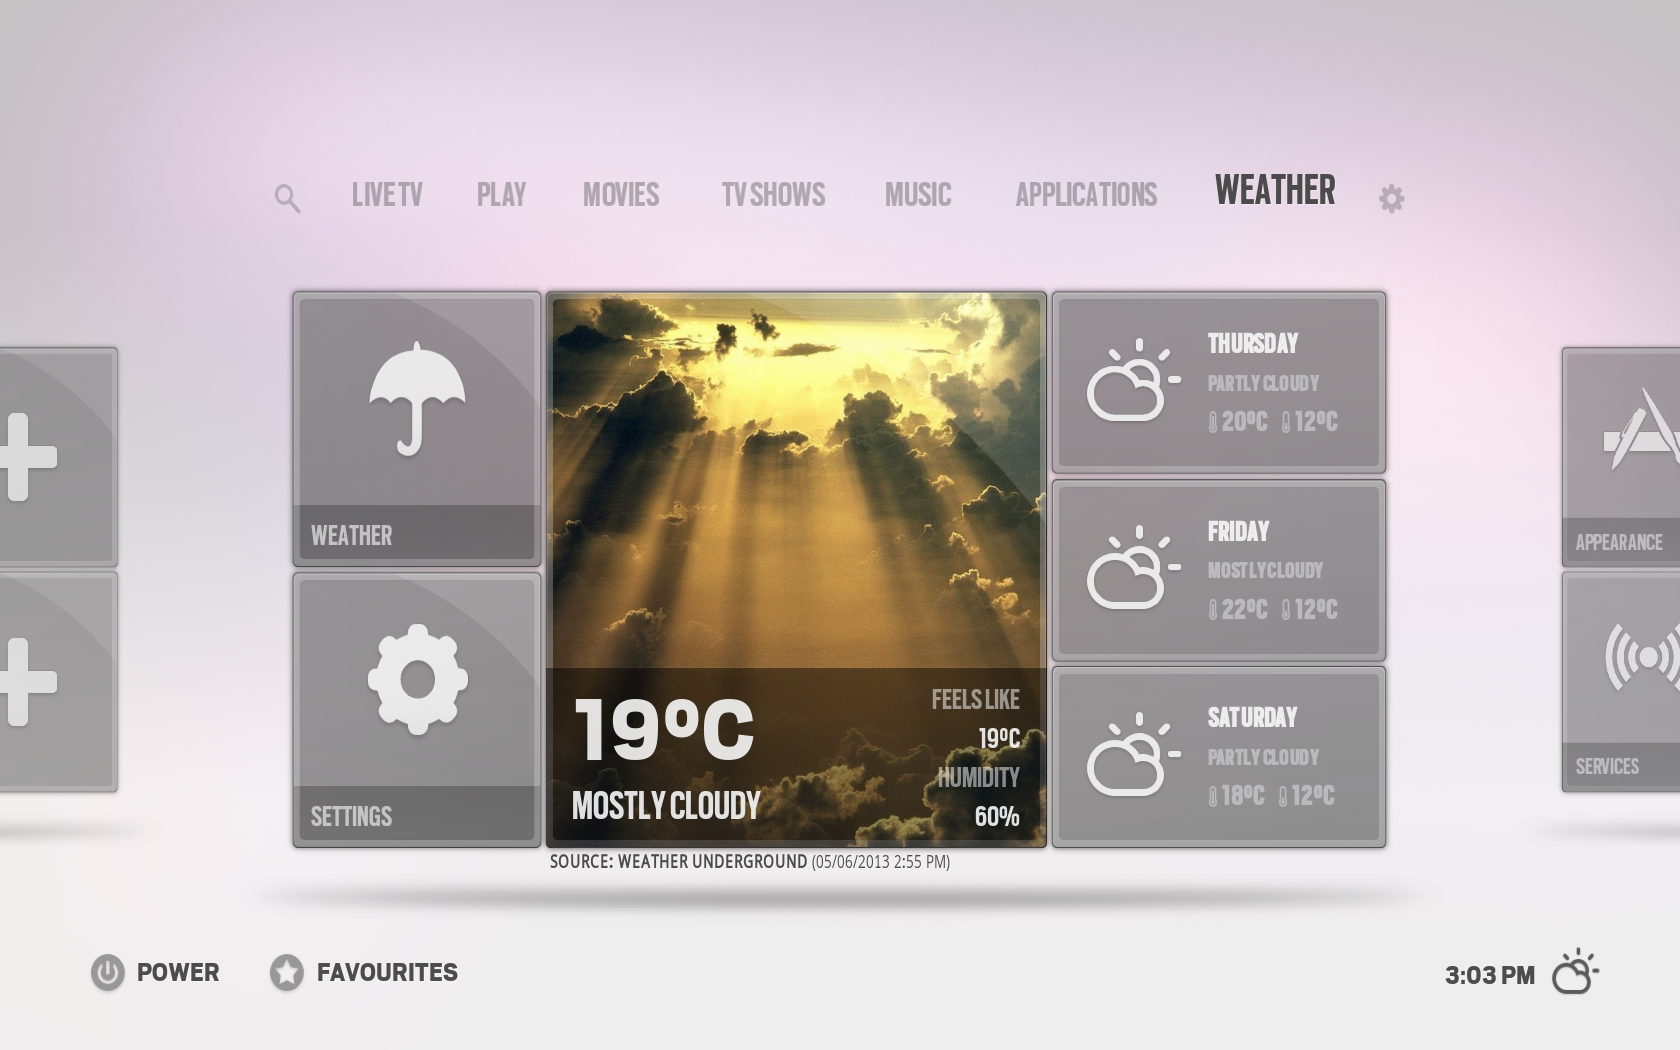 LIVE TV PLAY MOVIES TV SHOWS MUSIC APPLICATIONS WEATHER
WEATHER
SETTINGS
19ºC
MOSTLY CLOUDY
FEELS LIKE
19ºC
HUMIDITY
60%
SOURCE: WEATHER UNDERGROUND (05/06/2013 2:55 PM)
THURSDAY
PARTLY CLOUDY
20ºC 12ºC
FRIDAY
MOSTLY CLOUDY
22ºC 12ºC
SATURDAY
PARTLY CLOUDY
18ºC 12ºC
APPEARANCE
SERVICES
POWER FAVOURITES
3:03 PM